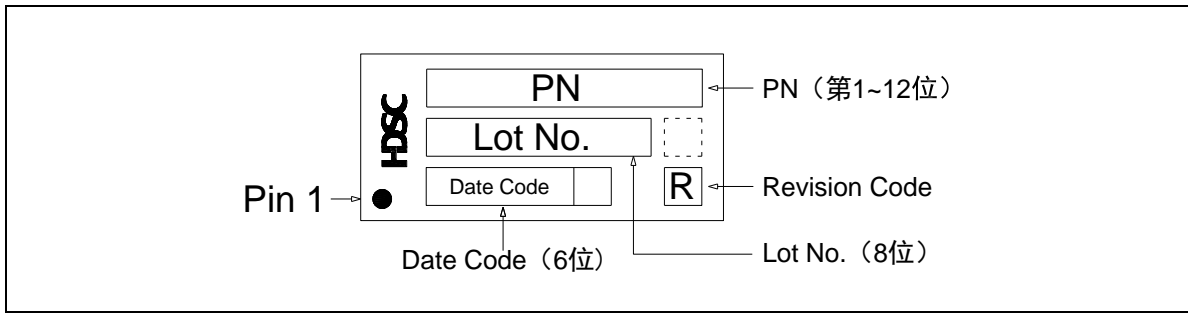 HDSC
PN
PN（第1~12位）
Lot No.
Date Code
R
Revision Code
Pin 1
Date Code（6位）
Lot No.（8位）